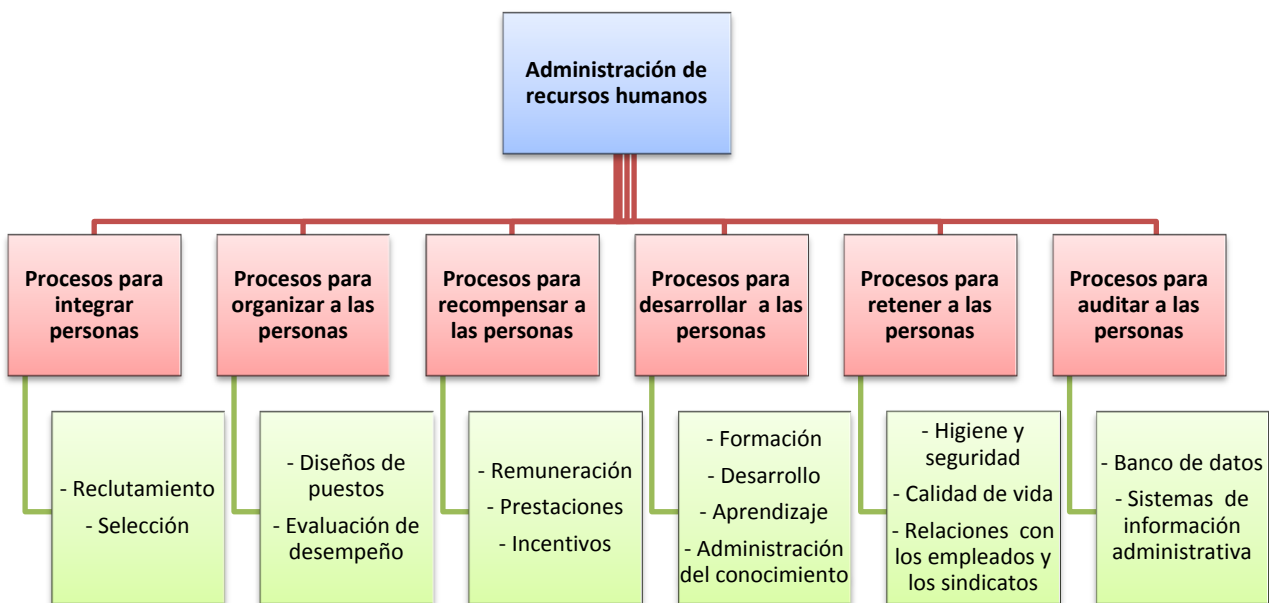 Administración de
recursos humanos
Procesos para
integrar
personas
Procesos para
organizar a las
personas
Procesos para
recompensar a
las personas
Procesos para
desarrollar a las
personas
Procesos para
retener a las
personas
Procesos para
auditar a las
personas
- Reclutamiento
- Selección
- Diseños de
puestos
- Evaluación de
desempeño
- Remuneración
- Prestaciones
- Incentivos
- Formación
- Desarrollo
- Aprendizaje
- Administración
del conocimiento
- Higiene y
seguridad
- Calidad de vida
- Relaciones con
los empleados y
los sindicatos
- Banco de datos
- Sistemas de
información
administrativa